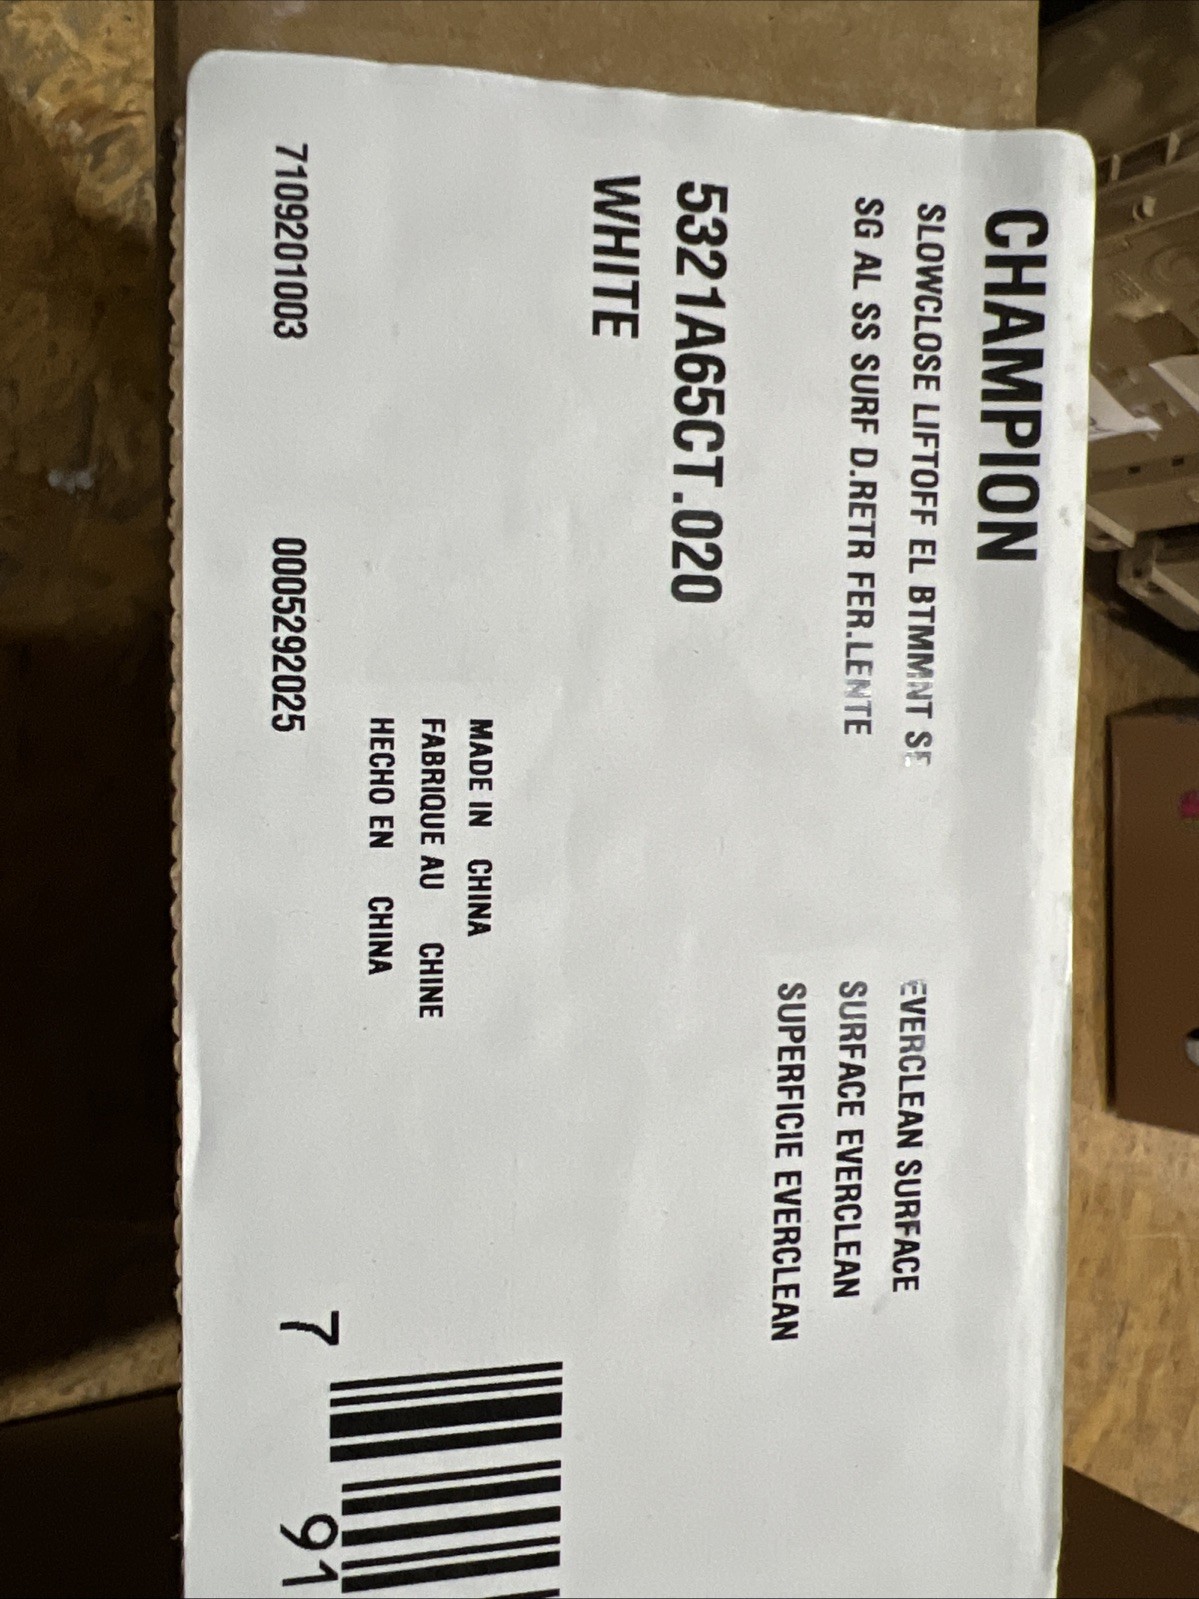 CHAMPION
SLOWCLOSE LIFTOFF EL BTMMNT SE
SG AL SS SURF D.RETR FER.LENTE
EVERCLEAN SURFACE
SURFACE EVERCLEAN
SUPERFICIE EVERCLEAN
5321A65CT.020
WHITE
MADE IN CHINA
FABRIQUE AU CHINE
HECHO EN CHINA
7109201003 0005292025
7 91